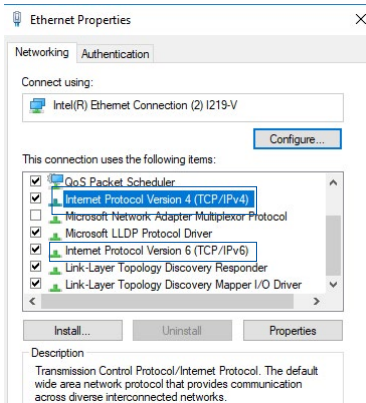 Ethernet Properties
Networking Authentication
Connect using:
Intel(R) Ethernet Connection (2) I219-V
Configure...
This connection uses the following items:
QoS Packet Scheduler
Internet Protocol Version 4 (TCP/IPv4)
Microsoft Network Adapter Multiplexor Protocol
Microsoft LLDP Protocol Driver
Internet Protocol Version 6 (TCP/IPv6)
Link-Layer Topology Discovery Responder
Link-Layer Topology Discovery Mapper I/O Driver
Install... Uninstall Properties
Description
Transmission Control Protocol/Internet Protocol. The default
wide area network protocol that provides communication
across diverse interconnected networks.